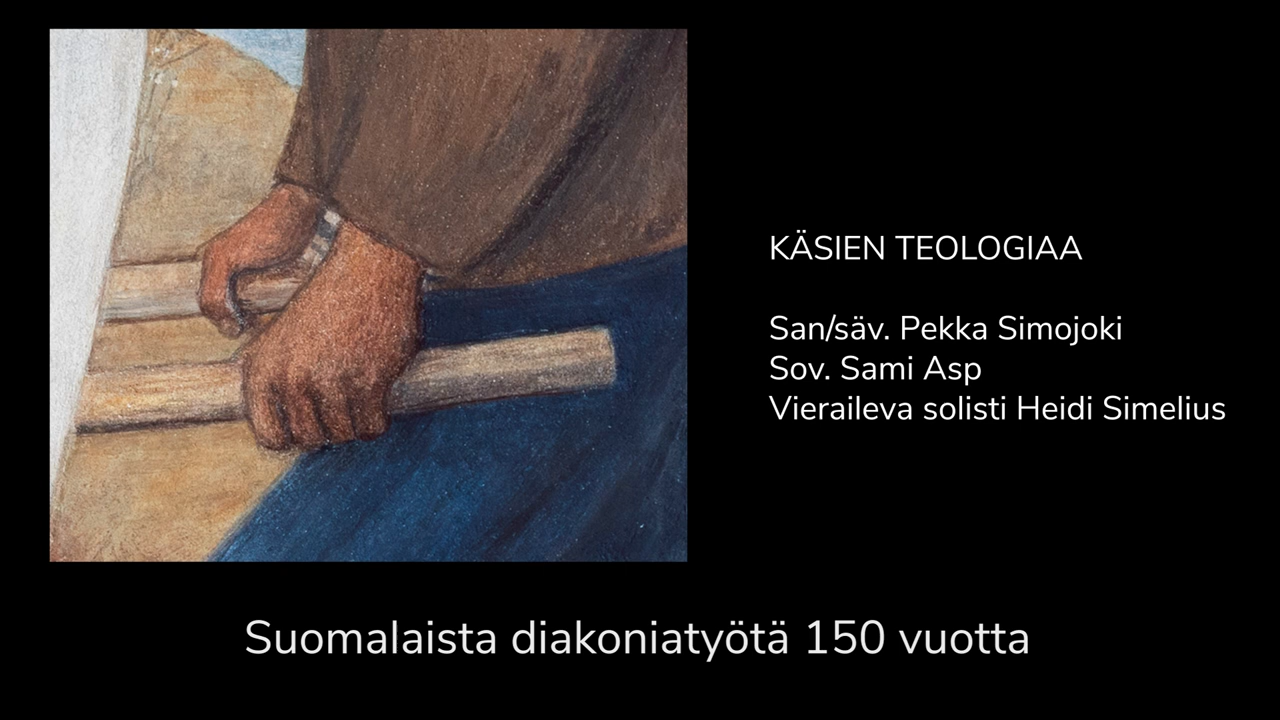 KÄSIEN TEOLOGIAA
San/säv. Pekka Simojoki
Sov. Sami Asp
Vieraileva solisti Heidi Simelius
Suomalaista diakoniatyötä 150 vuotta